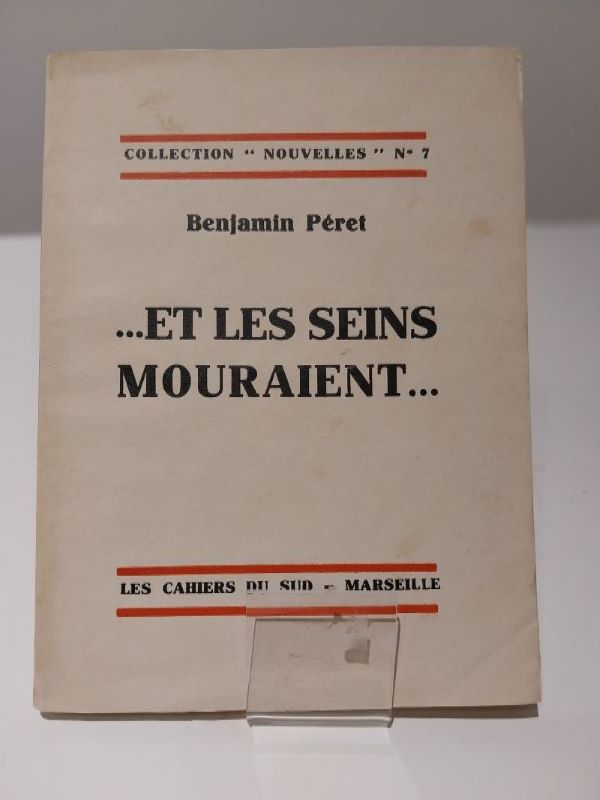 COLLECTION “ NOUVELLES ” N° 7
Benjamin Péret
...ET LES SEINS
MOURAIENT...
LES CAHIERS DU SUD - MARSEILLE